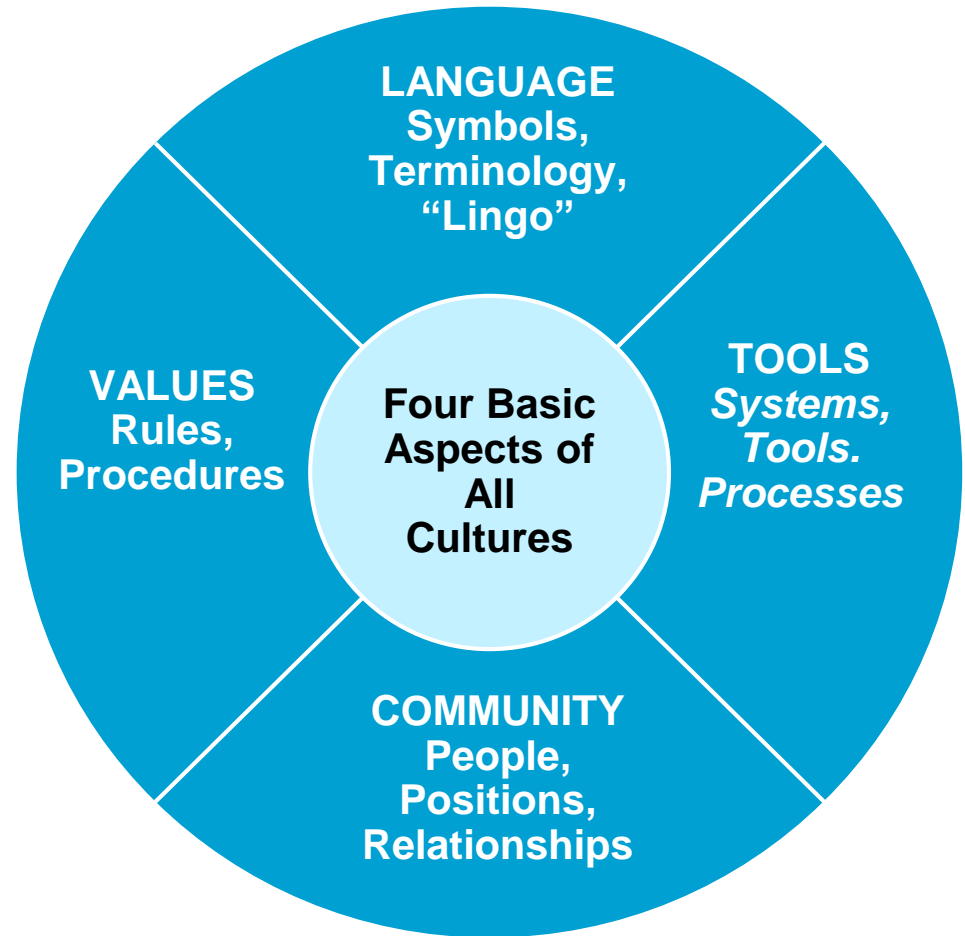 LANGUAGE
Symbols,
Terminology,
“Lingo”
VALUES
Rules,
Procedures
Four Basic
Aspects of
All
Cultures
TOOLS
Systems,
Tools.
Processes
COMMUNITY
People,
Positions,
Relationships